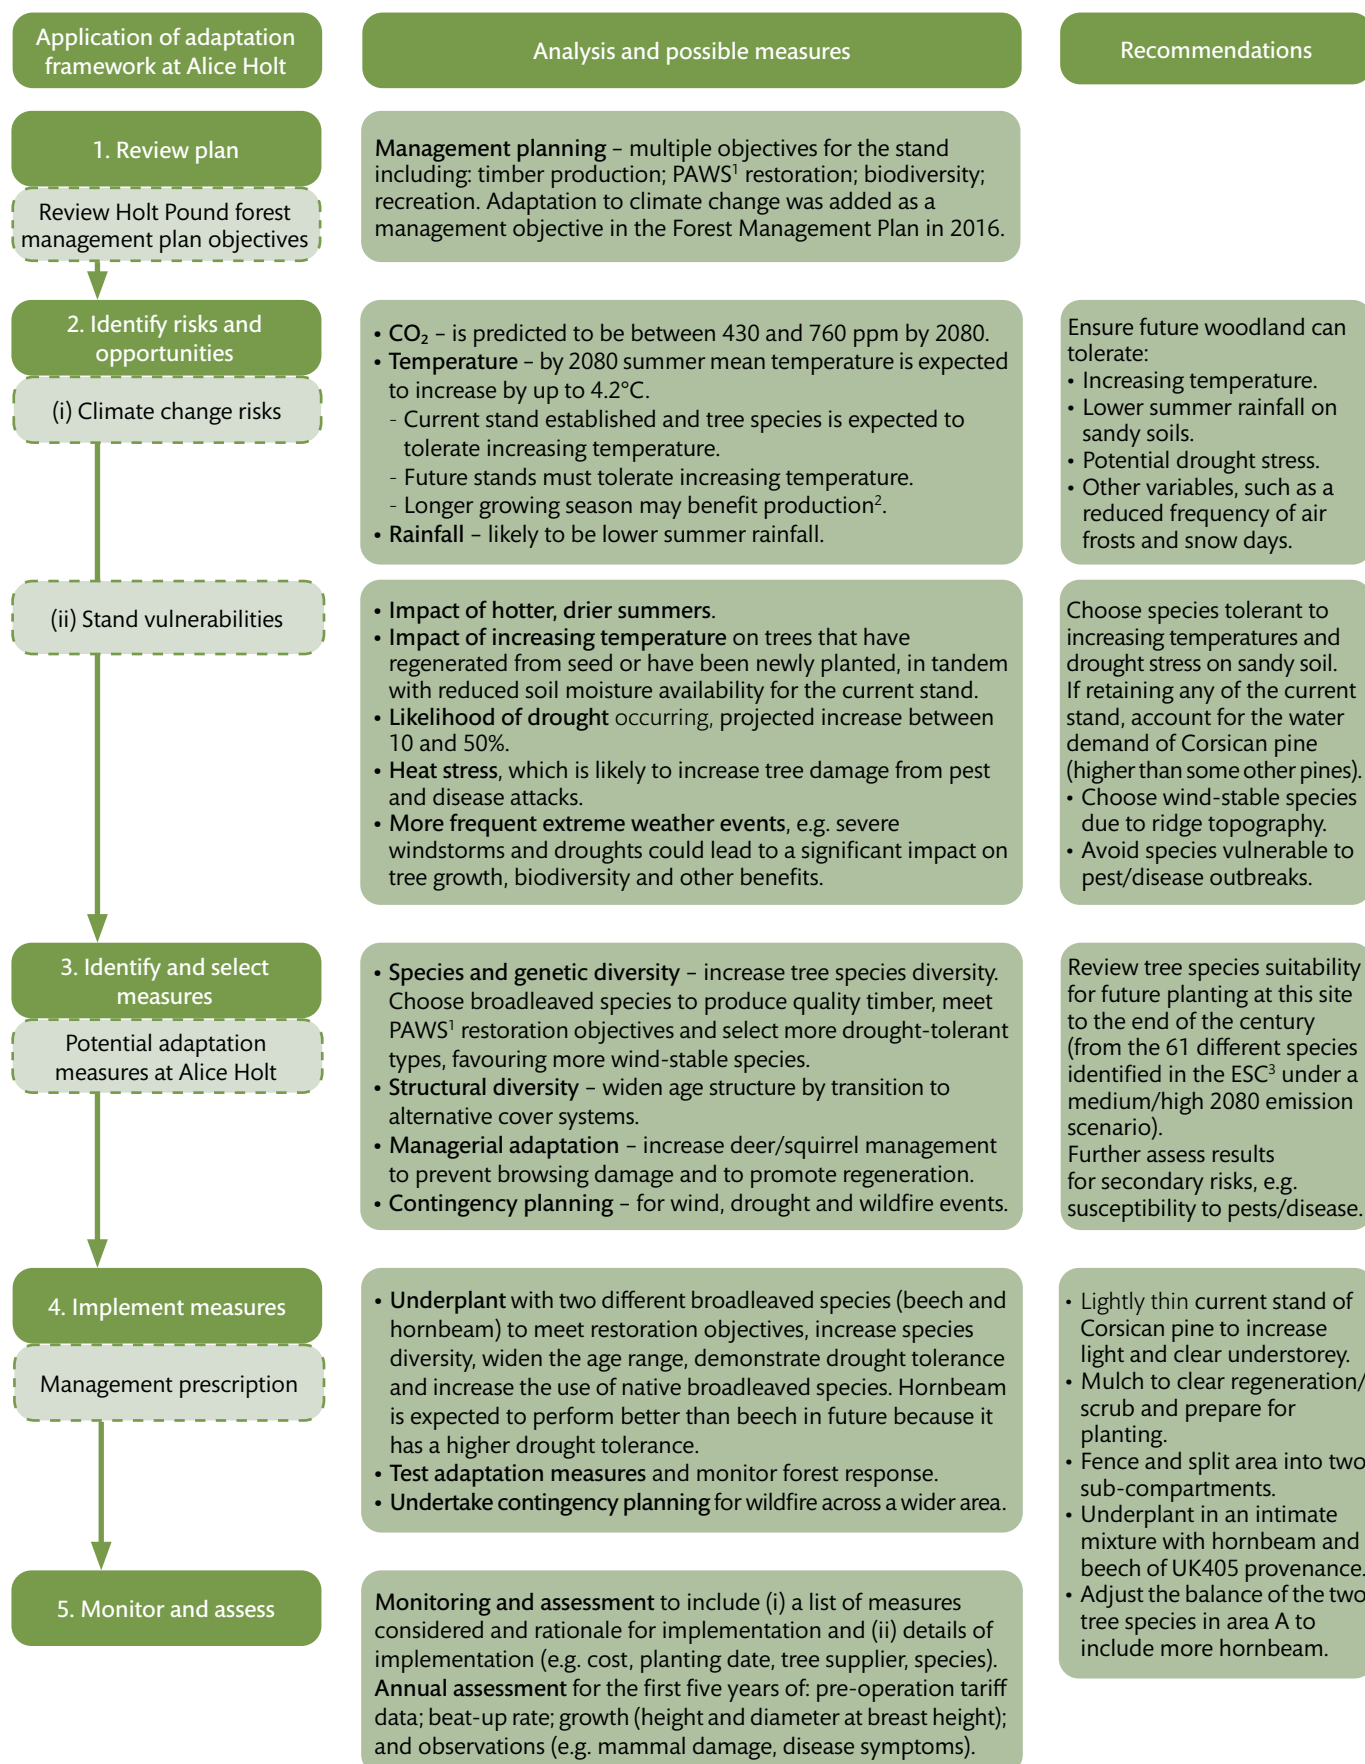 Application of adaptation
framework at Alice Holt
Analysis and possible measures
Recommendations
1. Review plan
Review Holt Pound forest
management plan objectives
Management planning – multiple objectives for the stand
including: timber production; PAWS¹ restoration; biodiversity;
recreation. Adaptation to climate change was added as a
management objective in the Forest Management Plan in 2016.
2. Identify risks and
opportunities
(i) Climate change risks
• CO₂ – is predicted to be between 430 and 760 ppm by 2080.
• Temperature – by 2080 summer mean temperature is expected
to increase by up to 4.2°C.
- Current stand established and tree species is expected to
tolerate increasing temperature.
- Future stands must tolerate increasing temperature.
- Longer growing season may benefit production².
• Rainfall – likely to be lower summer rainfall.
Ensure future woodland can
tolerate:
• Increasing temperature.
• Lower summer rainfall on
sandy soils.
• Potential drought stress.
• Other variables, such as a
reduced frequency of air
frosts and snow days.
(ii) Stand vulnerabilities
• Impact of hotter, drier summers.
• Impact of increasing temperature on trees that have
regenerated from seed or have been newly planted, in tandem
with reduced soil moisture availability for the current stand.
• Likelihood of drought occurring, projected increase between
10 and 50%.
• Heat stress, which is likely to increase tree damage from pest
and disease attacks.
• More frequent extreme weather events, e.g. severe
windstorms and droughts could lead to a significant impact on
tree growth, biodiversity and other benefits.
Choose species tolerant to
increasing temperatures and
drought stress on sandy soil.
If retaining any of the current
stand, account for the water
demand of Corsican pine
(higher than some other pines).
• Choose wind-stable species
due to ridge topography.
• Avoid species vulnerable to
pest/disease outbreaks.
3. Identify and select
measures
Potential adaptation
measures at Alice Holt
• Species and genetic diversity – increase tree species diversity.
Choose broadleaved species to produce quality timber, meet
PAWS¹ restoration objectives and select more drought-tolerant
types, favouring more wind-stable species.
• Structural diversity – widen age structure by transition to
alternative cover systems.
• Managerial adaptation – increase deer/squirrel management
to prevent browsing damage and to promote regeneration.
• Contingency planning – for wind, drought and wildfire events.
Review tree species suitability
for future planting at this site
to the end of the century
(from the 61 different species
identified in the ESC³ under a
medium/high 2080 emission
scenario).
Further assess results
for secondary risks, e.g.
susceptibility to pests/disease.
4. Implement measures
Management prescription
• Underplant with two different broadleaved species (beech and
hornbeam) to meet restoration objectives, increase species
diversity, widen the age range, demonstrate drought tolerance
and increase the use of native broadleaved species. Hornbeam
is expected to perform better than beech in future because it
has a higher drought tolerance.
• Test adaptation measures and monitor forest response.
• Undertake contingency planning for wildfire across a wider area.
• Lightly thin current stand of
Corsican pine to increase
light and clear understorey.
• Mulch to clear regeneration/
scrub and prepare for
planting.
• Fence and split area into two
sub-compartments.
• Underplant in an intimate
mixture with hornbeam and
beech of UK405 provenance.
• Adjust the balance of the two
tree species in area A to
include more hornbeam.
5. Monitor and assess
Monitoring and assessment to include (i) a list of measures
considered and rationale for implementation and (ii) details of
implementation (e.g. cost, planting date, tree supplier, species).
Annual assessment for the first five years of: pre-operation tariff
data; beat-up rate; growth (height and diameter at breast height);
and observations (e.g. mammal damage, disease symptoms).